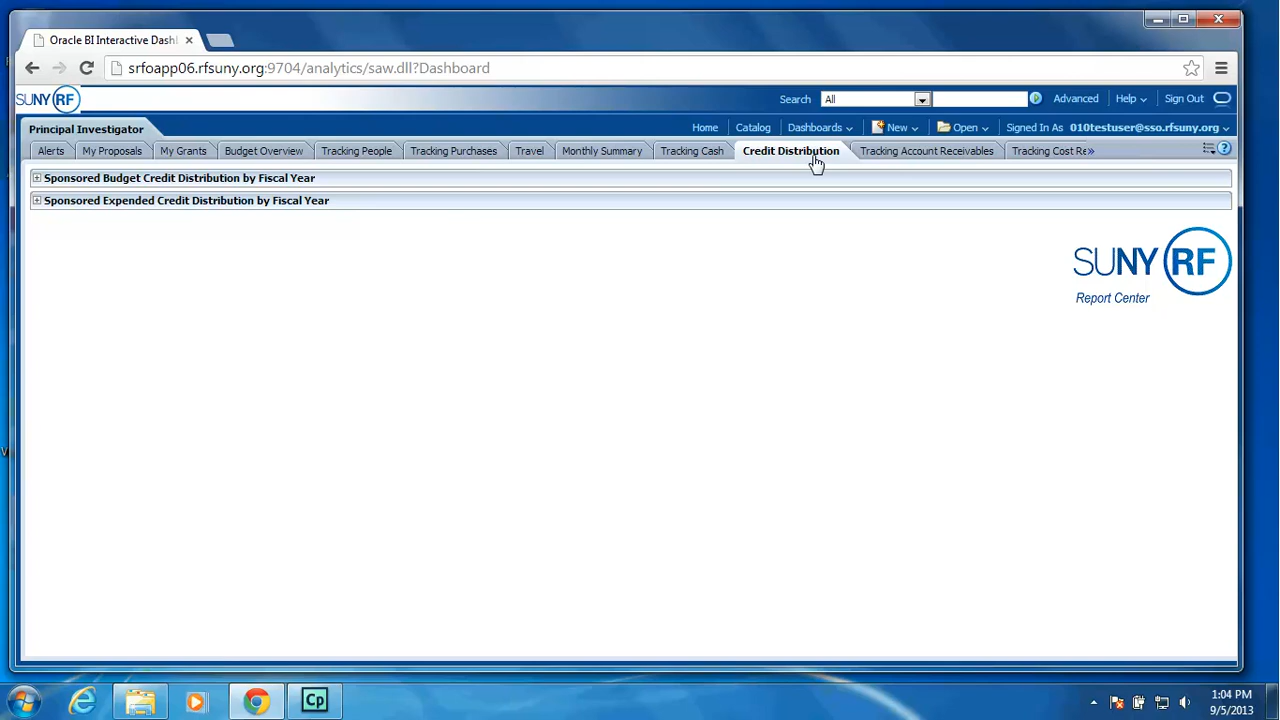 Oracle BI Interactive Dash
srfoapp06.rfsuny.org:9704/analytics/saw.dll?Dashboard
SUNY RF
Search All Advanced Help Sign Out
Principal Investigator
Home Catalog Dashboards New Open Signed In As 010testuser@sso.rfsuny.org
Alerts My Proposals My Grants Budget Overview Tracking People Tracking Purchases Travel Monthly Summary Tracking Cash Credit Distribution Tracking Account Receivables Tracking Cost Re»
Sponsored Budget Credit Distribution by Fiscal Year
Sponsored Expended Credit Distribution by Fiscal Year
SUNY RF
Report Center
Cp
1:04 PM
9/5/2013